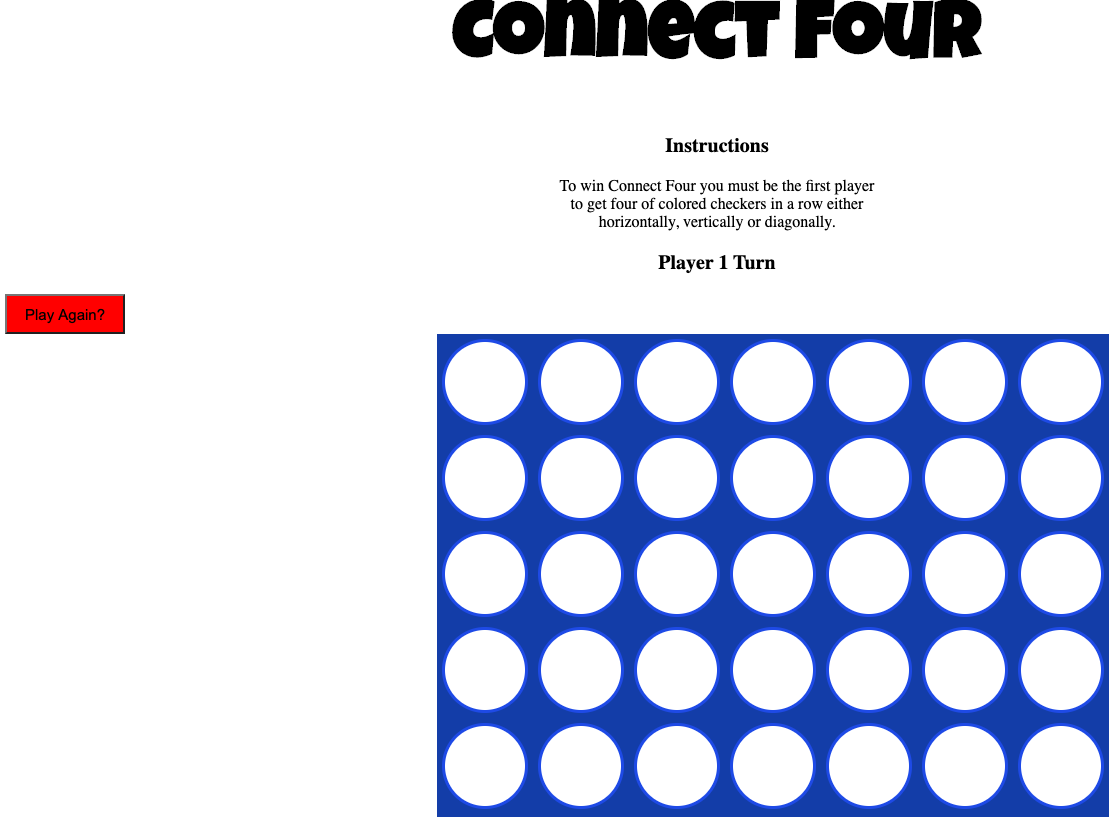 Connect Four
Instructions
To win Connect Four you must be the first player
to get four of colored checkers in a row either
horizontally, vertically or diagonally.
Player 1 Turn
Play Again?